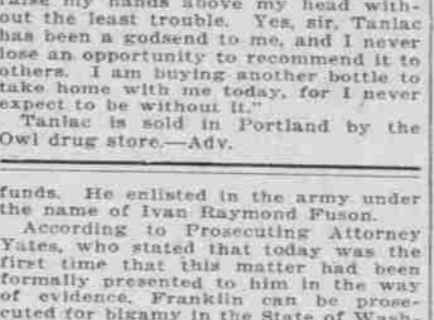 raise my hands above my head with-
out the least trouble. Yes, sir, Tanlac
has been a godsend to me, and I never
lose an opportunity to recommend it to
others. I am buying another bottle to
take home with me today, for I never
expect to be without it."
Tanlac is sold in Portland by the
Owl drug store.—Adv.
funds. He enlisted in the army under
the name of Ivan Raymond Fuson.
According to Prosecuting Attorney
Yates, who stated that today was the
first time that this matter had been
formally presented to him in the way
of evidence, Franklin can be prose-
cuted for bigamy in the State of Wash-